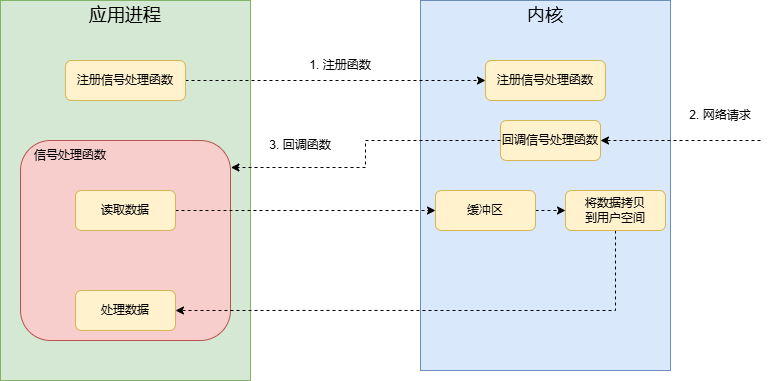 应用进程
内核
注册信号处理函数
1. 注册函数
注册信号处理函数
2. 网络请求
回调信号处理函数
3. 回调函数
信号处理函数
读取数据
缓冲区
将数据拷贝
到用户空间
处理数据